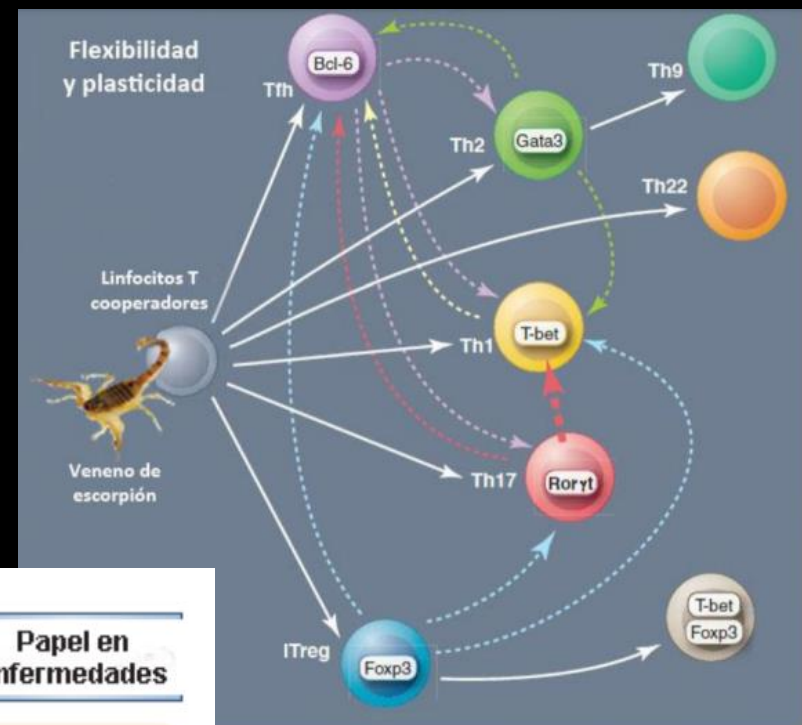 Flexibilidad
y plasticidad
Bcl-6
Tfh
Th9
Th2
Gata3
Th22
Linfocitos T
cooperadores
T-bet
Th1
Veneno de
escorpión
Th17
Rorγt
T-bet
Foxp3
ITreg
Foxp3
Papel en
nfermedades